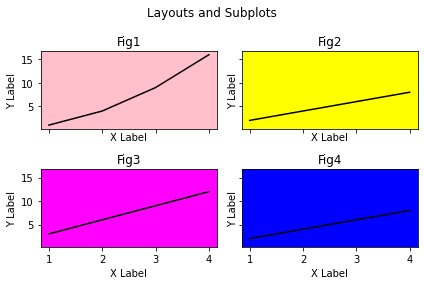 Layouts and Subplots
Fig1
Fig2
15
10
5
Y Label
Y Label
X Label
X Label
Fig3
Fig4
15
10
5
Y Label
Y Label
1 2 3 4
1 2 3 4
X Label
X Label